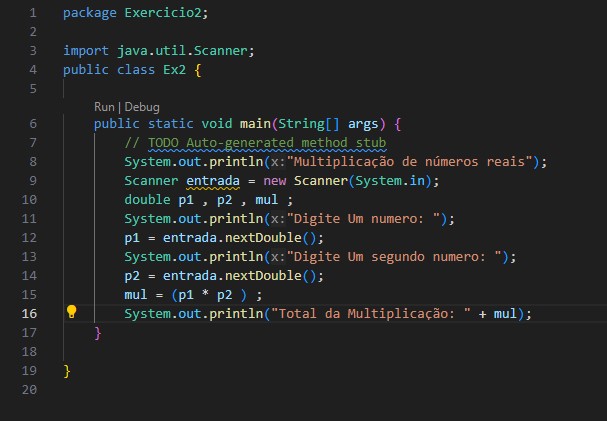 1 package Exercicio2;
2
3 import java.util.Scanner;
4 public class Ex2 {
5
Run | Debug
6 public static void main(String[] args) {
7 // TODO Auto-generated method stub
8 System.out.println(x:"Multiplicação de números reais");
9 Scanner entrada = new Scanner(System.in);
10 double p1 , p2 , mul ;
11 System.out.println(x:"Digite Um numero: ");
12 p1 = entrada.nextDouble();
13 System.out.println(x:"Digite Um segundo numero: ");
14 p2 = entrada.nextDouble();
15 mul = (p1 * p2 ) ;
16 System.out.println("Total da Multiplicação: " + mul);
17 }
18
19 }
20